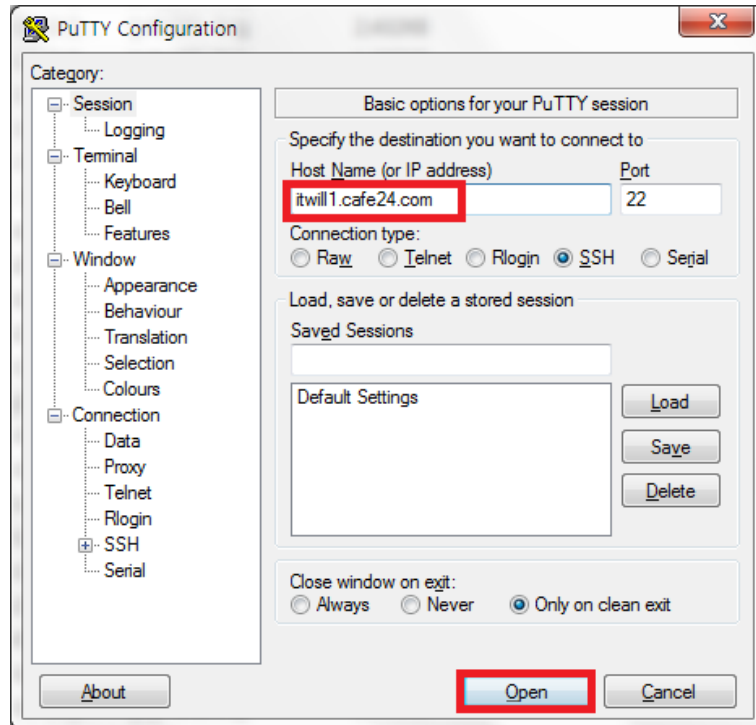 PuTTY Configuration
Category:
Session
Logging
Terminal
Keyboard
Bell
Features
Window
Appearance
Behaviour
Translation
Selection
Colours
Connection
Data
Proxy
Telnet
Rlogin
SSH
Serial
Basic options for your PuTTY session
Specify the destination you want to connect to
Host Name (or IP address) Port
itwill1.cafe24.com 22
Connection type:
Raw Telnet Rlogin SSH Serial
Load, save or delete a stored session
Saved Sessions
Default Settings
Load
Save
Delete
Close window on exit:
Always Never Only on clean exit
About Open Cancel